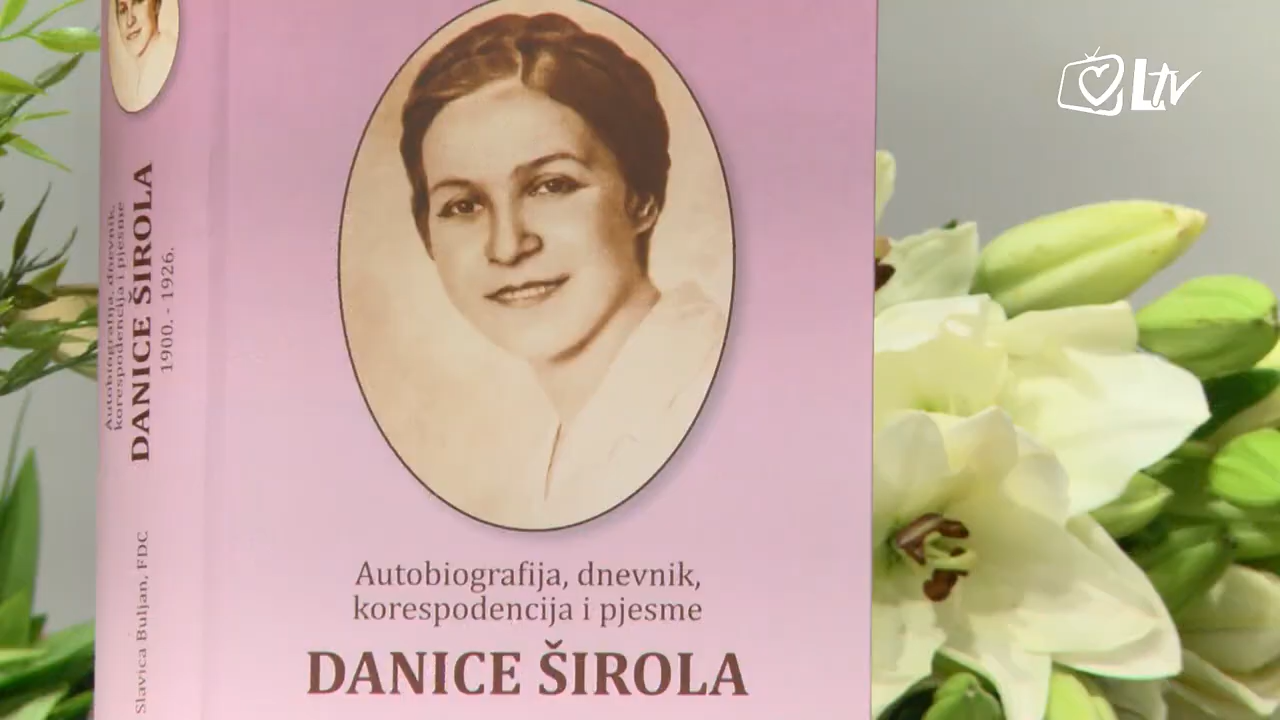 LTV
Autobiografija, dnevnik,
korespodencija i pjesme
DANICE ŠIROLA
1900. - 1926.
Slavica Buljan, FDC
Autobiografija, dnevnik,
korespodencija i pjesme
DANICE ŠIROLA